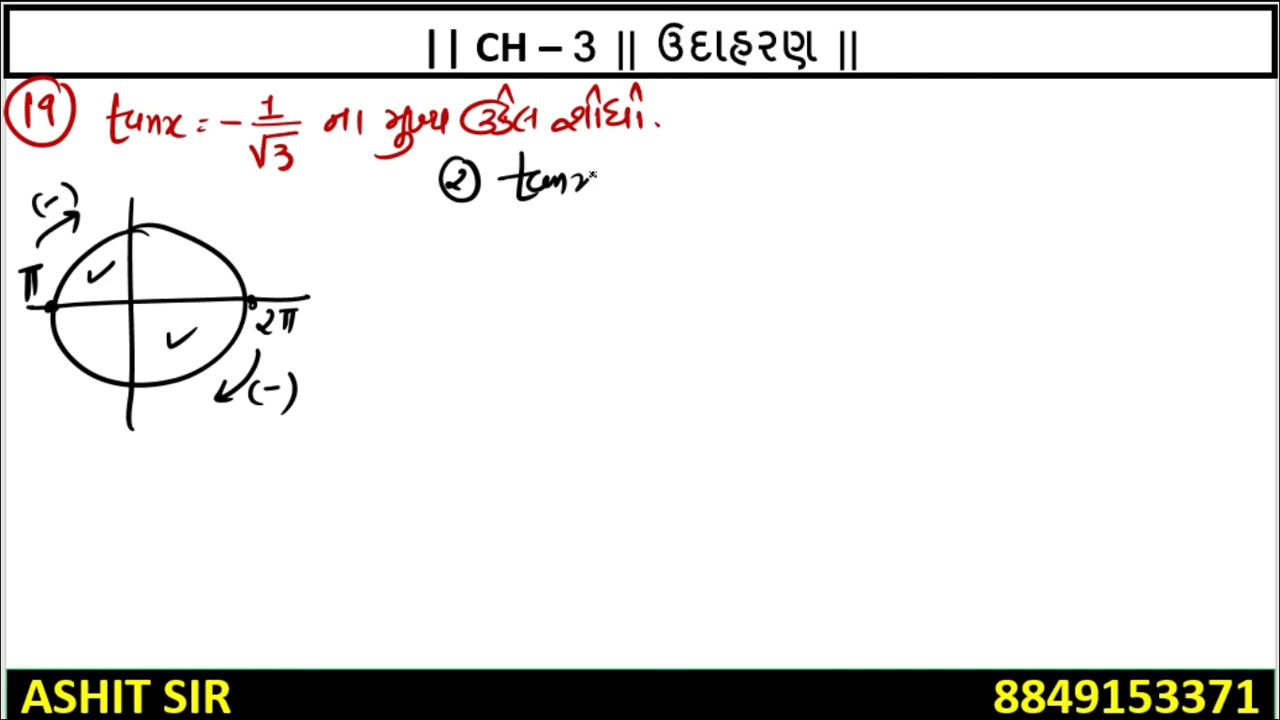 || CH – 3 || ઉદાહરણ ||
19 tanx = - 1/√3 ના મુખ્ય ઉકેલ શોધો.
② tanx
(-)
π
2π
(-)
ASHIT SIR
8849153371